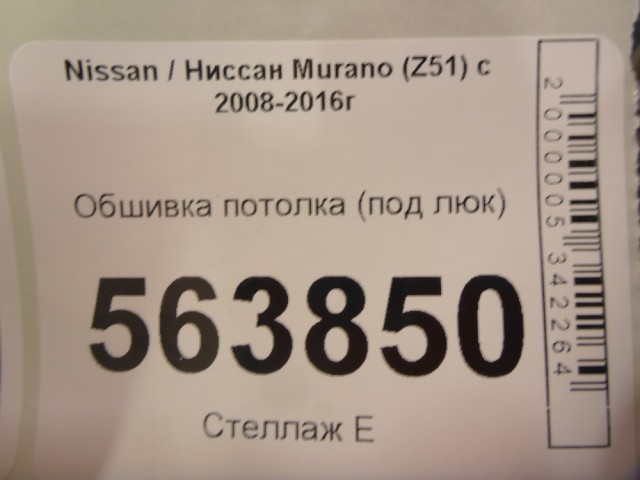 Nissan / Ниссан Murano (Z51) с
2008-2016г
Обшивка потолка (под люк)
563850
Стеллаж Е
2000005342264